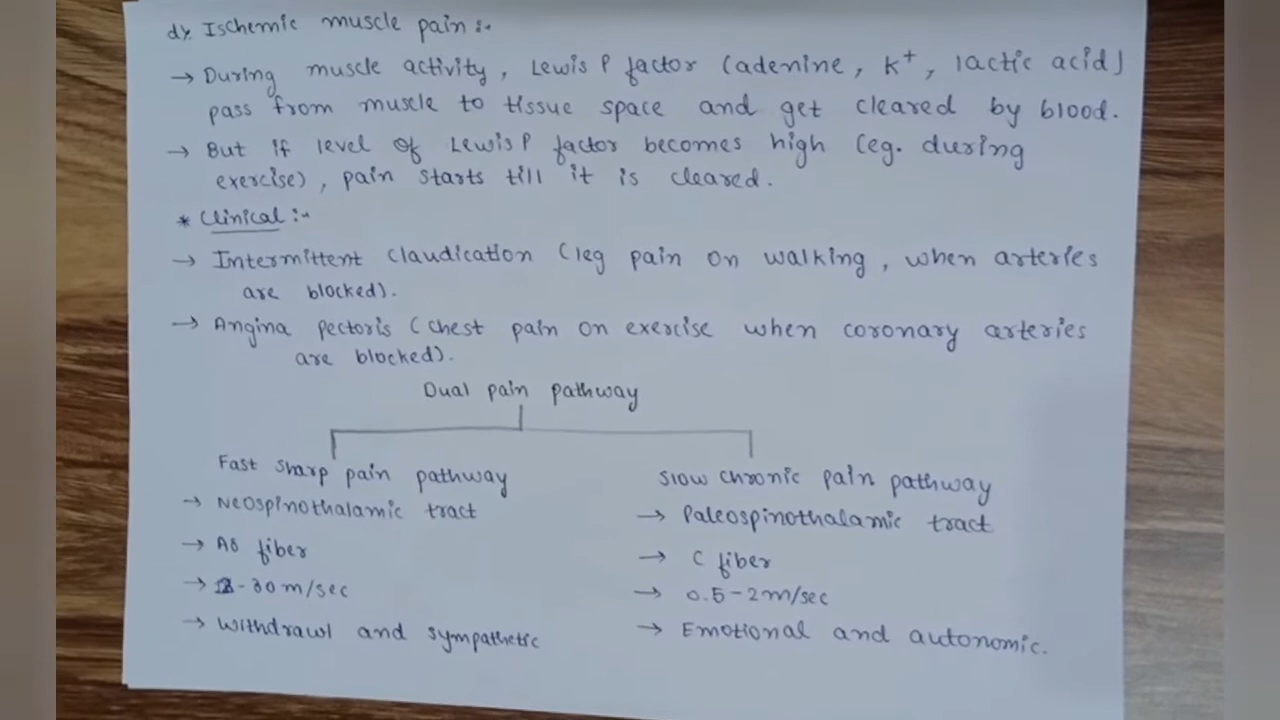 d⟩. Ischemic muscle pain :-
→ During muscle activity, Lewis P factor (adenine, K⁺, lactic acid)
pass from muscle to tissue space and get cleared by blood.
→ But if level of Lewis P factor becomes high (eg. during
exercise), pain starts till it is cleared.
* Clinical :-
→ Intermittent claudication (leg pain on walking, when arteries
are blocked).
→ Angina pectoris (chest pain on exercise when coronary arteries
are blocked).
Dual pain pathway
Fast sharp pain pathway
→ Neospinothalamic tract
→ Aδ fiber
→ -30m/sec
→ Withdrawl and sympathetic
Slow chronic pain pathway
→ Paleospinothalamic tract
→ C fiber
→ 0.5-2m/sec
→ Emotional and autonomic.